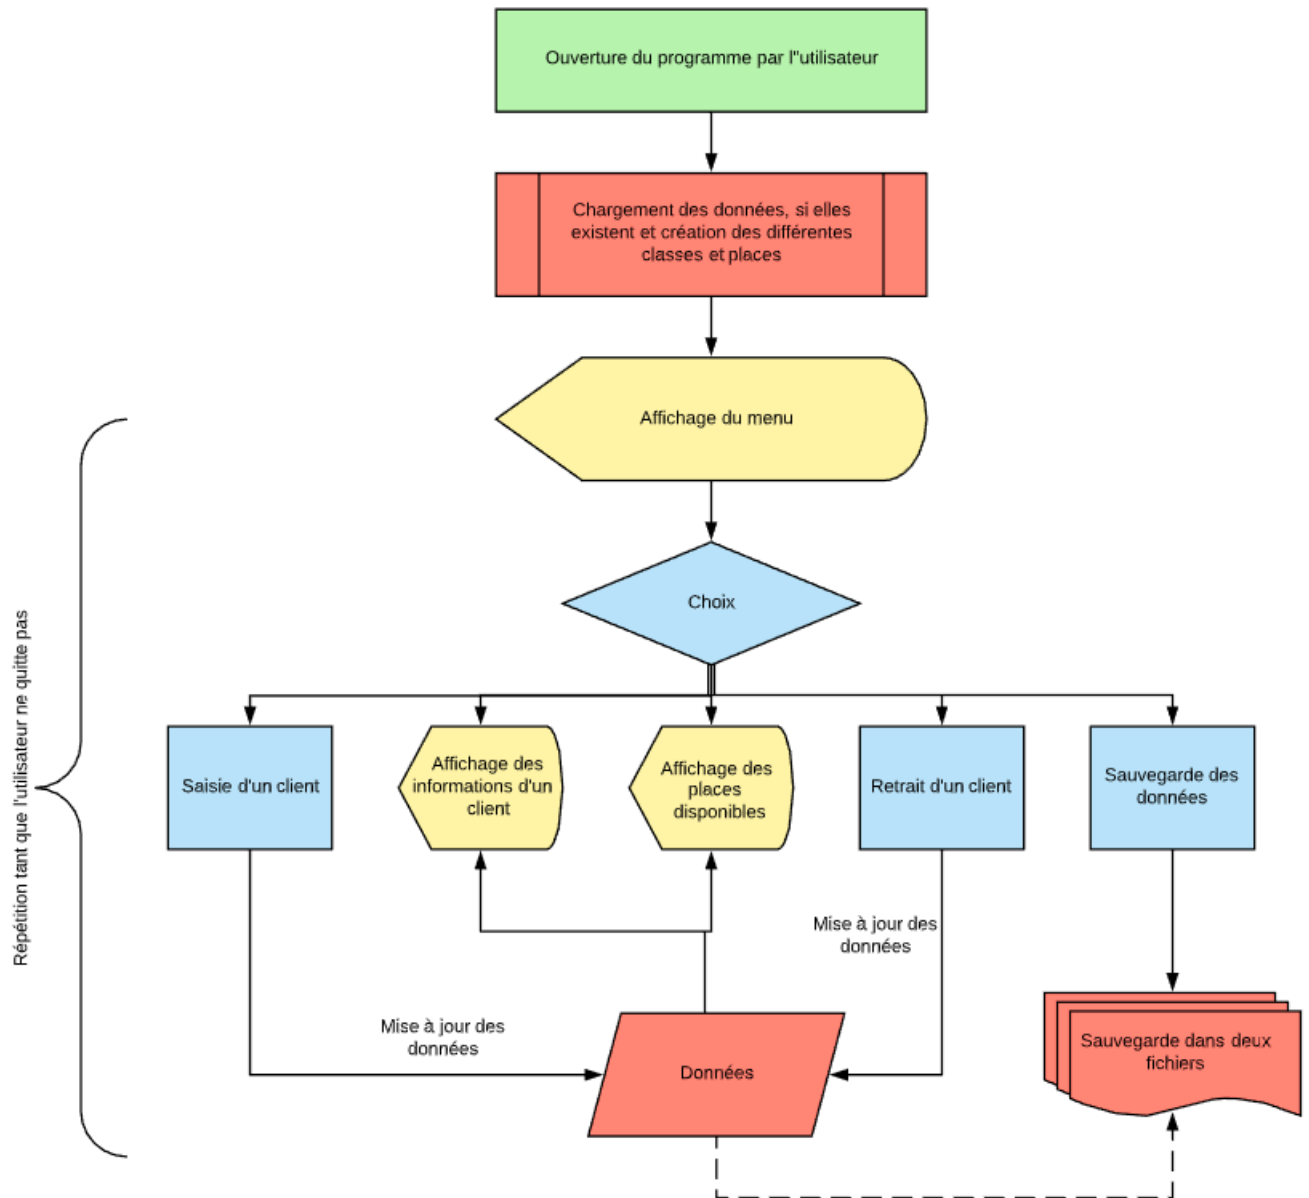 Ouverture du programme par l"utilisateur
Chargement des données, si elles
existent et création des différentes
classes et places
Affichage du menu
Choix
Répétition tant que l'utilisateur ne quitte pas
Saisie d'un client
Affichage des
informations d'un
client
Affichage des
places
disponibles
Retrait d'un client
Sauvegarde des
données
Mise à jour des
données
Mise à jour des
données
Données
Sauvegarde dans deux
fichiers